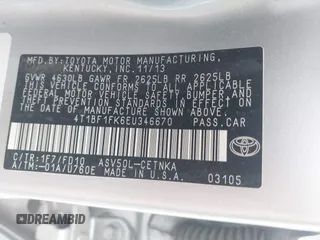 MFD.BY:TOYOTA MOTOR MANUFACTURING,
KENTUCKY,INC. 11/13
GVWR 4630LB GAWR FR 2625LB RR 2625LB
THIS VEHICLE CONFORMS TO ALL APPLICABLE
FEDERAL MOTOR VEHICLE SAFETY, BUMPER, AND
THEFT PREVENTION STANDARDS IN EFFECT ON
THE DATE OF MANUFACTURE SHOWN ABOVE.
4T1BF1FK6EU346670 PASS.CAR
C/TR:1F7/FD10 ASV50L-CETNKA
A/TM:-01A/U760E MADE IN U.S.A.
TOYOTA
03105
DREAMBID